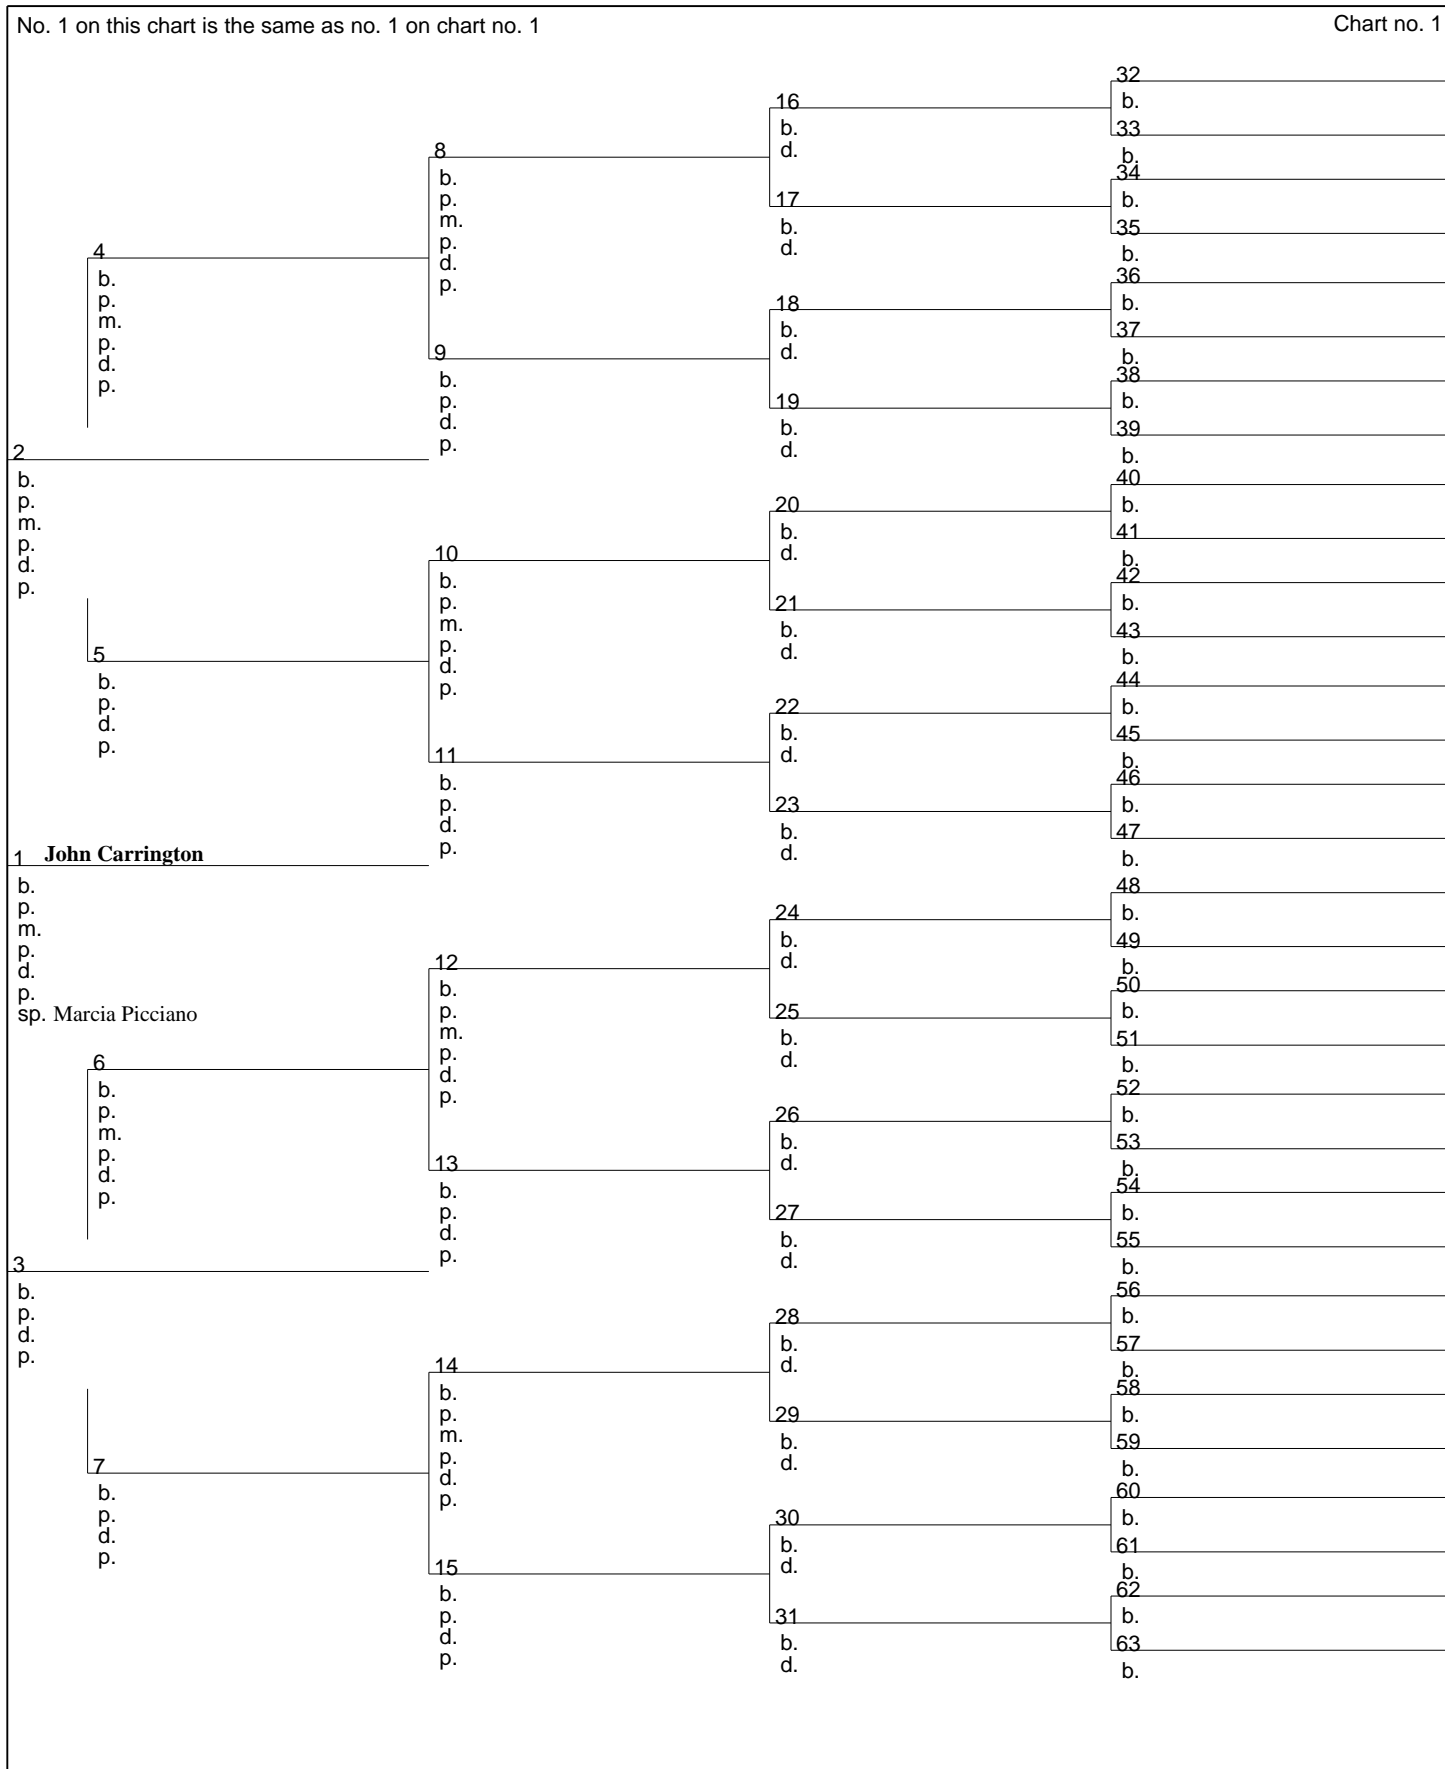 No. 1 on this chart is the same as no. 1 on chart no. 1
Chart no. 1
2
b.
p.
m.
p.
d.
p.
1 John Carrington
b.
p.
m.
p.
d.
p.
sp. Marcia Picciano
3
b.
p.
d.
p.
4
b.
p.
m.
p.
d.
p.
5
b.
p.
d.
p.
6
b.
p.
m.
p.
d.
p.
7
b.
p.
d.
p.
8
b.
p.
m.
p.
d.
p.
9
b.
p.
d.
p.
10
b.
p.
m.
p.
d.
p.
11
b.
p.
d.
p.
12
b.
p.
m.
p.
d.
p.
13
b.
p.
d.
p.
14
b.
p.
m.
p.
d.
p.
15
b.
p.
d.
p.
16
b.
d.
17
b.
d.
18
b.
d.
19
b.
d.
20
b.
d.
21
b.
d.
22
b.
d.
23
b.
d.
24
b.
d.
25
b.
d.
26
b.
d.
27
b.
d.
28
b.
d.
29
b.
d.
30
b.
d.
31
b.
d.
32
b.
33
b.
34
b.
35
b.
36
b.
37
b.
38
b.
39
b.
40
b.
41
b.
42
b.
43
b.
44
b.
45
b.
46
b.
47
b.
48
b.
49
b.
50
b.
51
b.
52
b.
53
b.
54
b.
55
b.
56
b.
57
b.
58
b.
59
b.
60
b.
61
b.
62
b.
63
b.